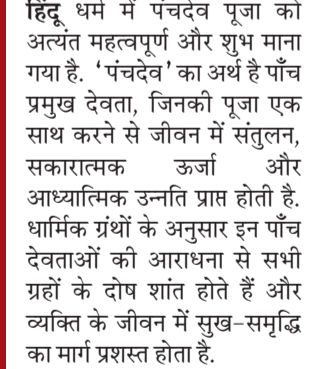 हिंदू धर्म में पंचदेव पूजा को
अत्यंत महत्वपूर्ण और शुभ माना
गया है. ‘पंचदेव’ का अर्थ है पाँच
प्रमुख देवता, जिनकी पूजा एक
साथ करने से जीवन में संतुलन,
सकारात्मक ऊर्जा और
आध्यात्मिक उन्नति प्राप्त होती है.
धार्मिक ग्रंथों के अनुसार इन पाँच
देवताओं की आराधना से सभी
ग्रहों के दोष शांत होते हैं और
व्यक्ति के जीवन में सुख-समृद्धि
का मार्ग प्रशस्त होता है.